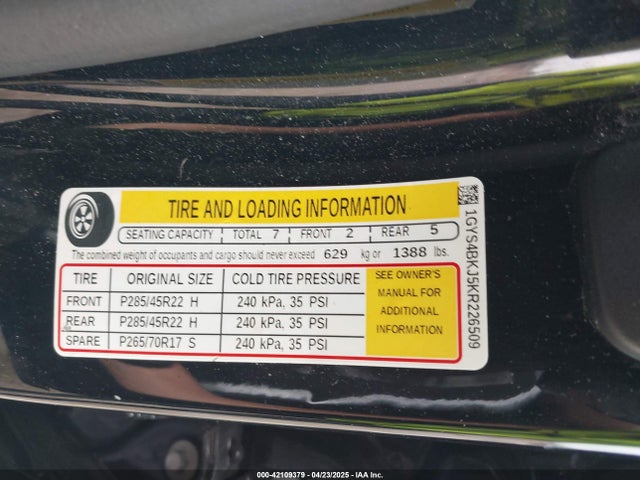 TIRE AND LOADING INFORMATION
SEATING CAPACITY TOTAL 7 FRONT 2 REAR 5
The combined weight of occupants and cargo should never exceed 629 kg or 1388 lbs.
TIRE ORIGINAL SIZE COLD TIRE PRESSURE
FRONT P285/45R22 H 240 kPa, 35 PSI
REAR P285/45R22 H 240 kPa, 35 PSI
SPARE P265/70R17 S 240 kPa, 35 PSI
SEE OWNER'S
MANUAL FOR
ADDITIONAL
INFORMATION
1GYS4BKJ5KR226509
000-42109379 - 04/23/2025 - IAA Inc.